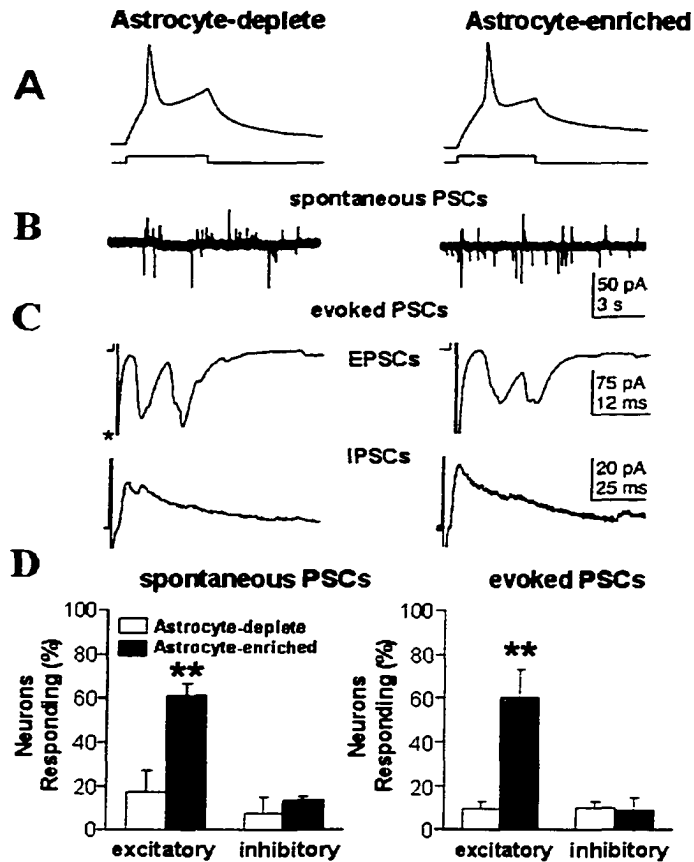 Astrocyte-deplete Astrocyte-enriched
A
spontaneous PSCs
B
50 pA
3 s
C
evoked PSCs
EPSCs
75 pA
12 ms
*
IPSCs
20 pA
25 ms
D
spontaneous PSCs evoked PSCs
Neurons Responding (%)
100
80
60
40
20
0
Astrocyte-deplete
Astrocyte-enriched
**
excitatory inhibitory
Neurons Responding (%)
100
80
60
40
20
0
**
excitatory inhibitory